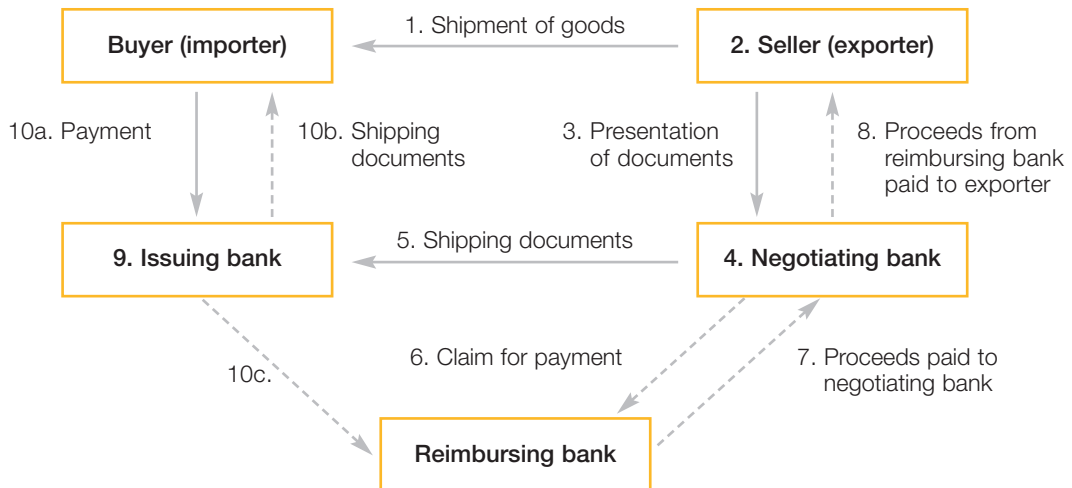 1. Shipment of goods
Buyer (importer)
2. Seller (exporter)
10a. Payment
10b. Shipping
documents
3. Presentation
of documents
8. Proceeds from
reimbursing bank
paid to exporter
5. Shipping documents
9. Issuing bank
4. Negotiating bank
6. Claim for payment
7. Proceeds paid to
negotiating bank
10c.
Reimbursing bank